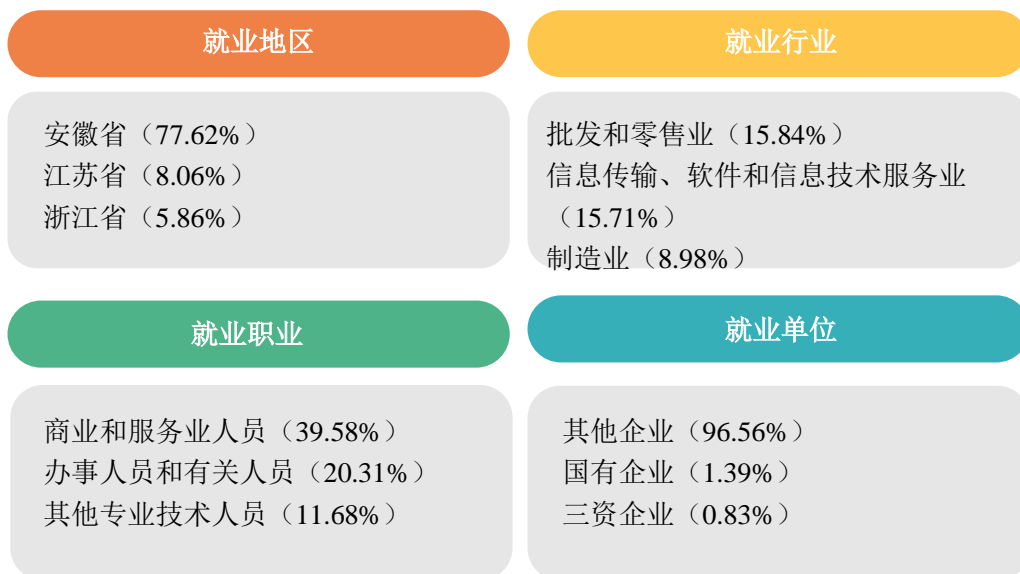 就业地区
安徽省（77.62%）
江苏省（8.06%）
浙江省（5.86%）
就业行业
批发和零售业（15.84%）
信息传输、软件和信息技术服务业
（15.71%）
制造业（8.98%）
就业职业
商业和服务业人员（39.58%）
办事人员和有关人员（20.31%）
其他专业技术人员（11.68%）
就业单位
其他企业（96.56%）
国有企业（1.39%）
三资企业（0.83%）